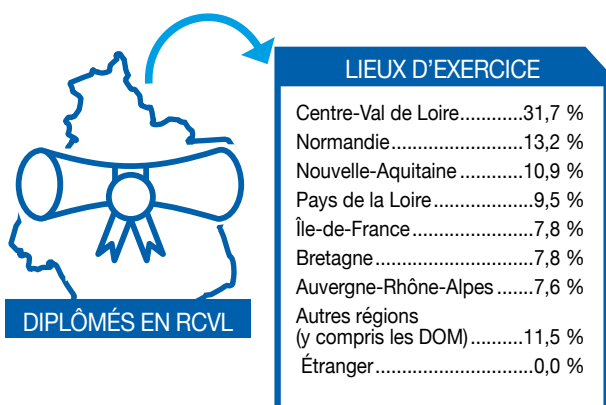 LIEUX D'EXERCICE
Centre-Val de Loire............31,7 %
Normandie.......................13,2 %
Nouvelle-Aquitaine...........10,9 %
Pays de la Loire.................9,5 %
Île-de-France.....................7,8 %
Bretagne...........................7,8 %
Auvergne-Rhône-Alpes.......7,6 %
Autres régions
(y compris les DOM)..........11,5 %
Étranger...........................0,0 %
DIPLÔMÉS EN RCVL